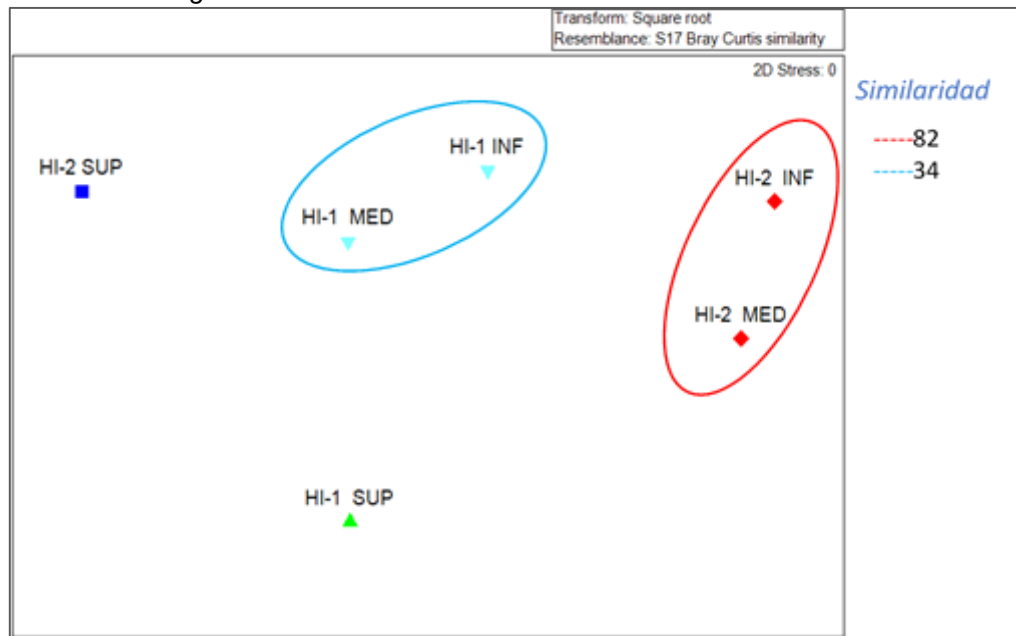 Transform: Square root
Resemblance: S17 Bray Curtis similarity
2D Stress: 0
Similaridad
82
34
HI-2 SUP
HI-1 INF
HI-1 MED
HI-2 INF
HI-2 MED
HI-1 SUP